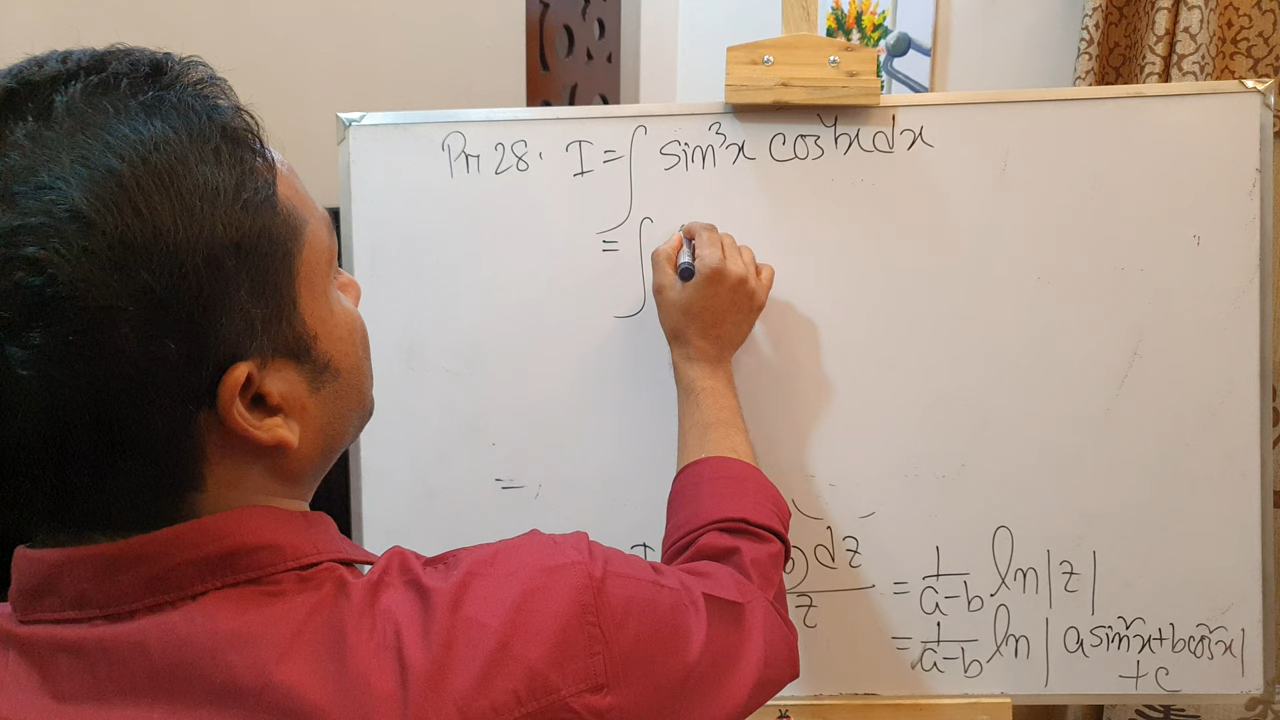 Pr 28. I = ∫ sin³x cos⁴x dx
= ∫
=
dz / z = 1/(a-b) ln|z|
= 1/(a-b) ln|a sin²x + b cos²x|
+ c